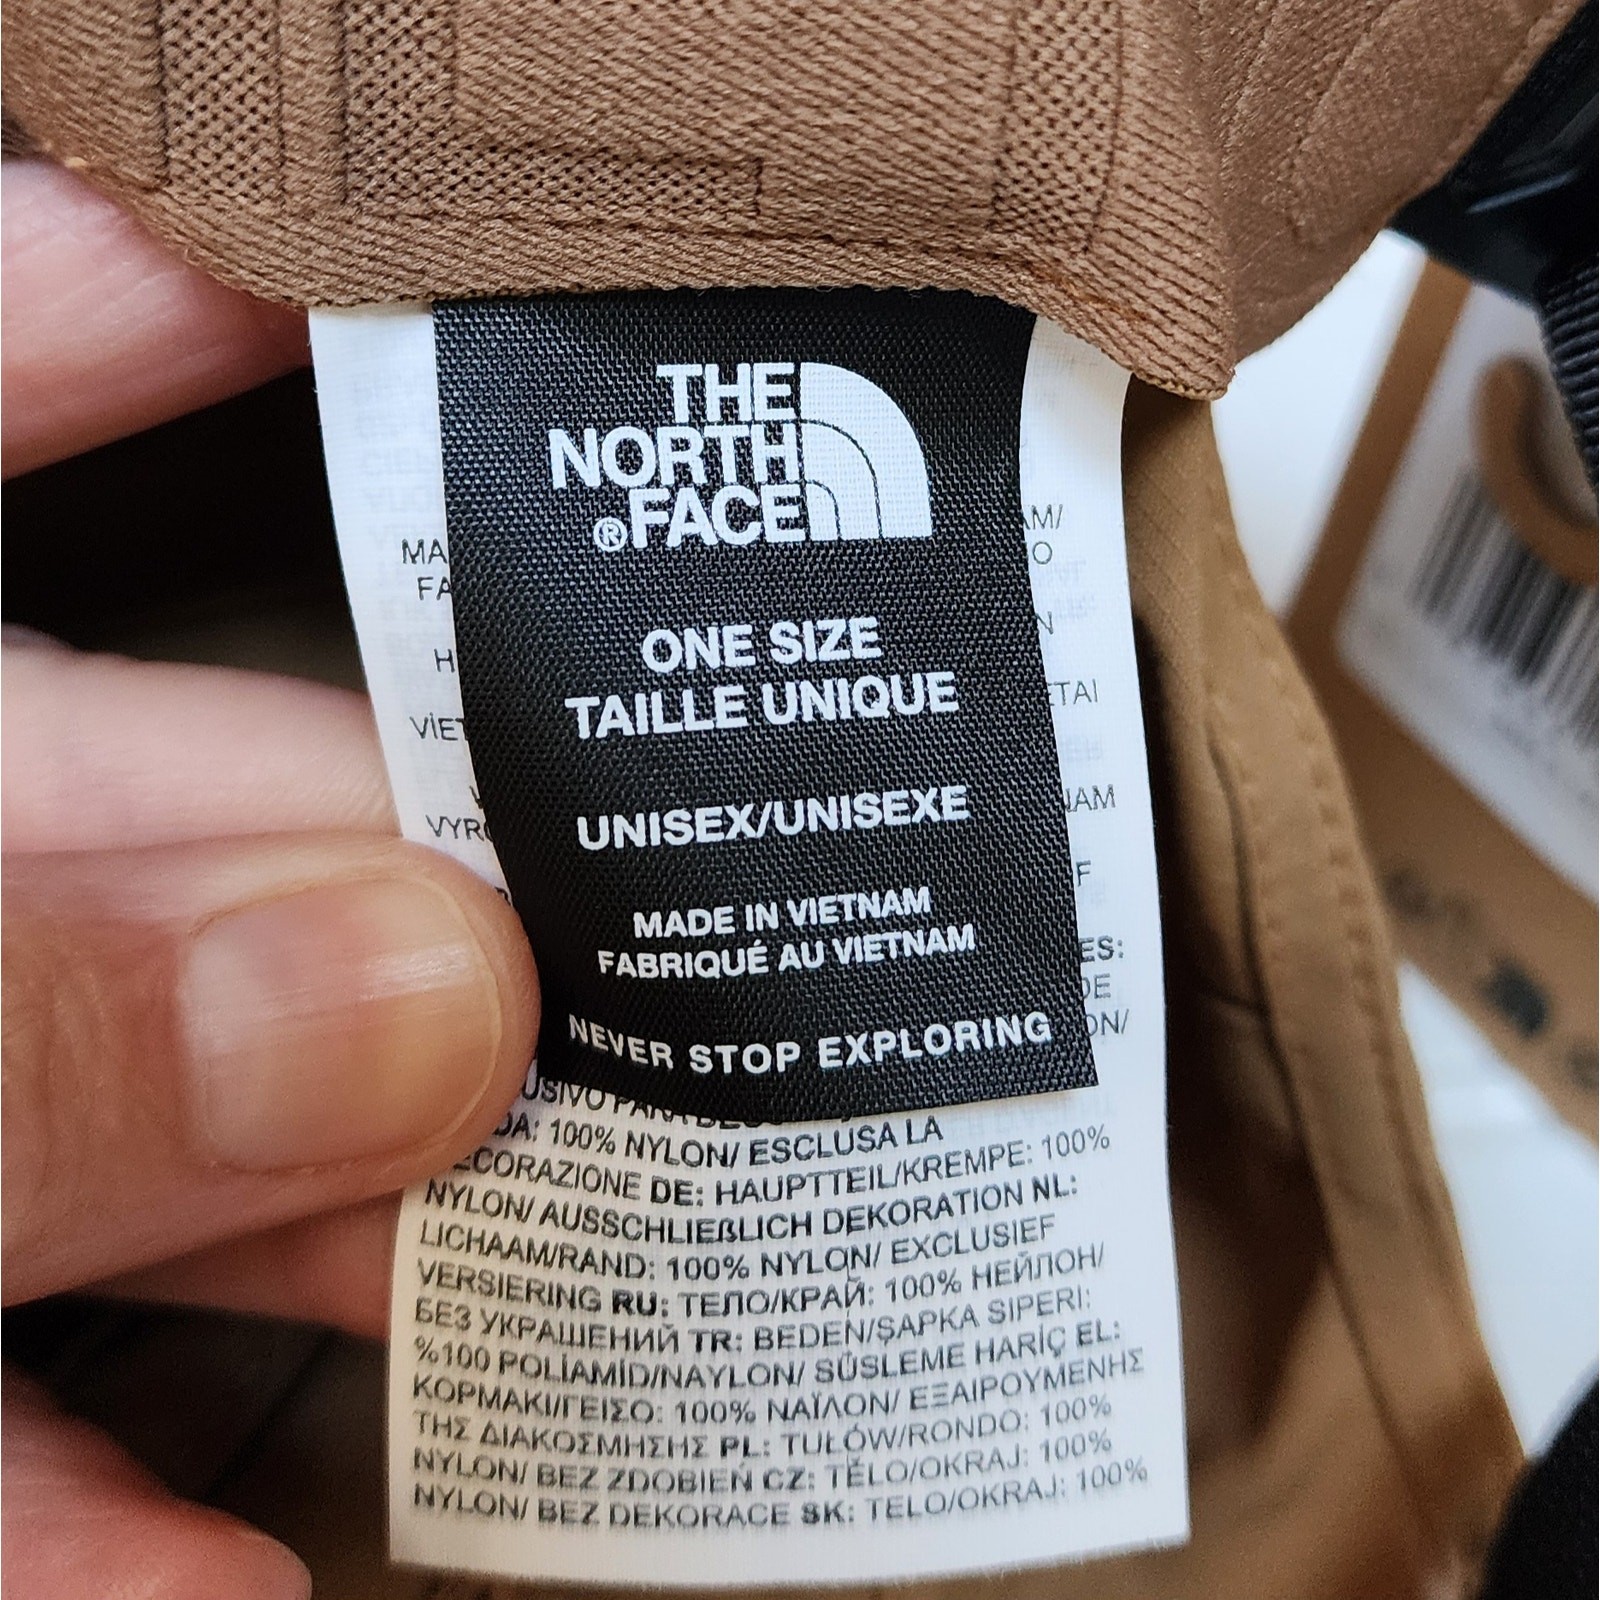 THE
NORTH
®FACE
ONE SIZE
TAILLE UNIQUE
UNISEX/UNISEXE
MADE IN VIETNAM
FABRIQUÉ AU VIETNAM
NEVER STOP EXPLORING
100% NYLON/ ESCLUSA LA
DE: HAUPTTEIL/KREMPE: 100%
NYLON/ AUSSCHLIEßLICH DEKORATION NL:
LICHAAM/RAND: 100% NYLON/ EXCLUSIEF
VERSIERING RU: ТЕЛО/КРАЙ: 100% НЕЙЛОН/
БЕЗ УКРАШЕНИЙ TR: BEDEN/ŞAPKA SIPERİ:
%100 POLİAMİD/NAYLON/ SÜSLEME HARİÇ EL:
ΚΟΡΜΑΚΙ/ΓΕΙΣΟ: 100% ΝΑΪΛΟΝ/ ΕΞΑΙΡΟΥΜΕΝΗΣ
ΤΗΣ ΔΙΑΚΟΣΜΗΣΗΣ PL: TUŁÓW/RONDO: 100%
NYLON/ BEZ ZDOBIEŃ CZ: TĚLO/OKRAJ: 100%
NYLON/ BEZ DEKORACE SK: TELO/OKRAJ: 100%